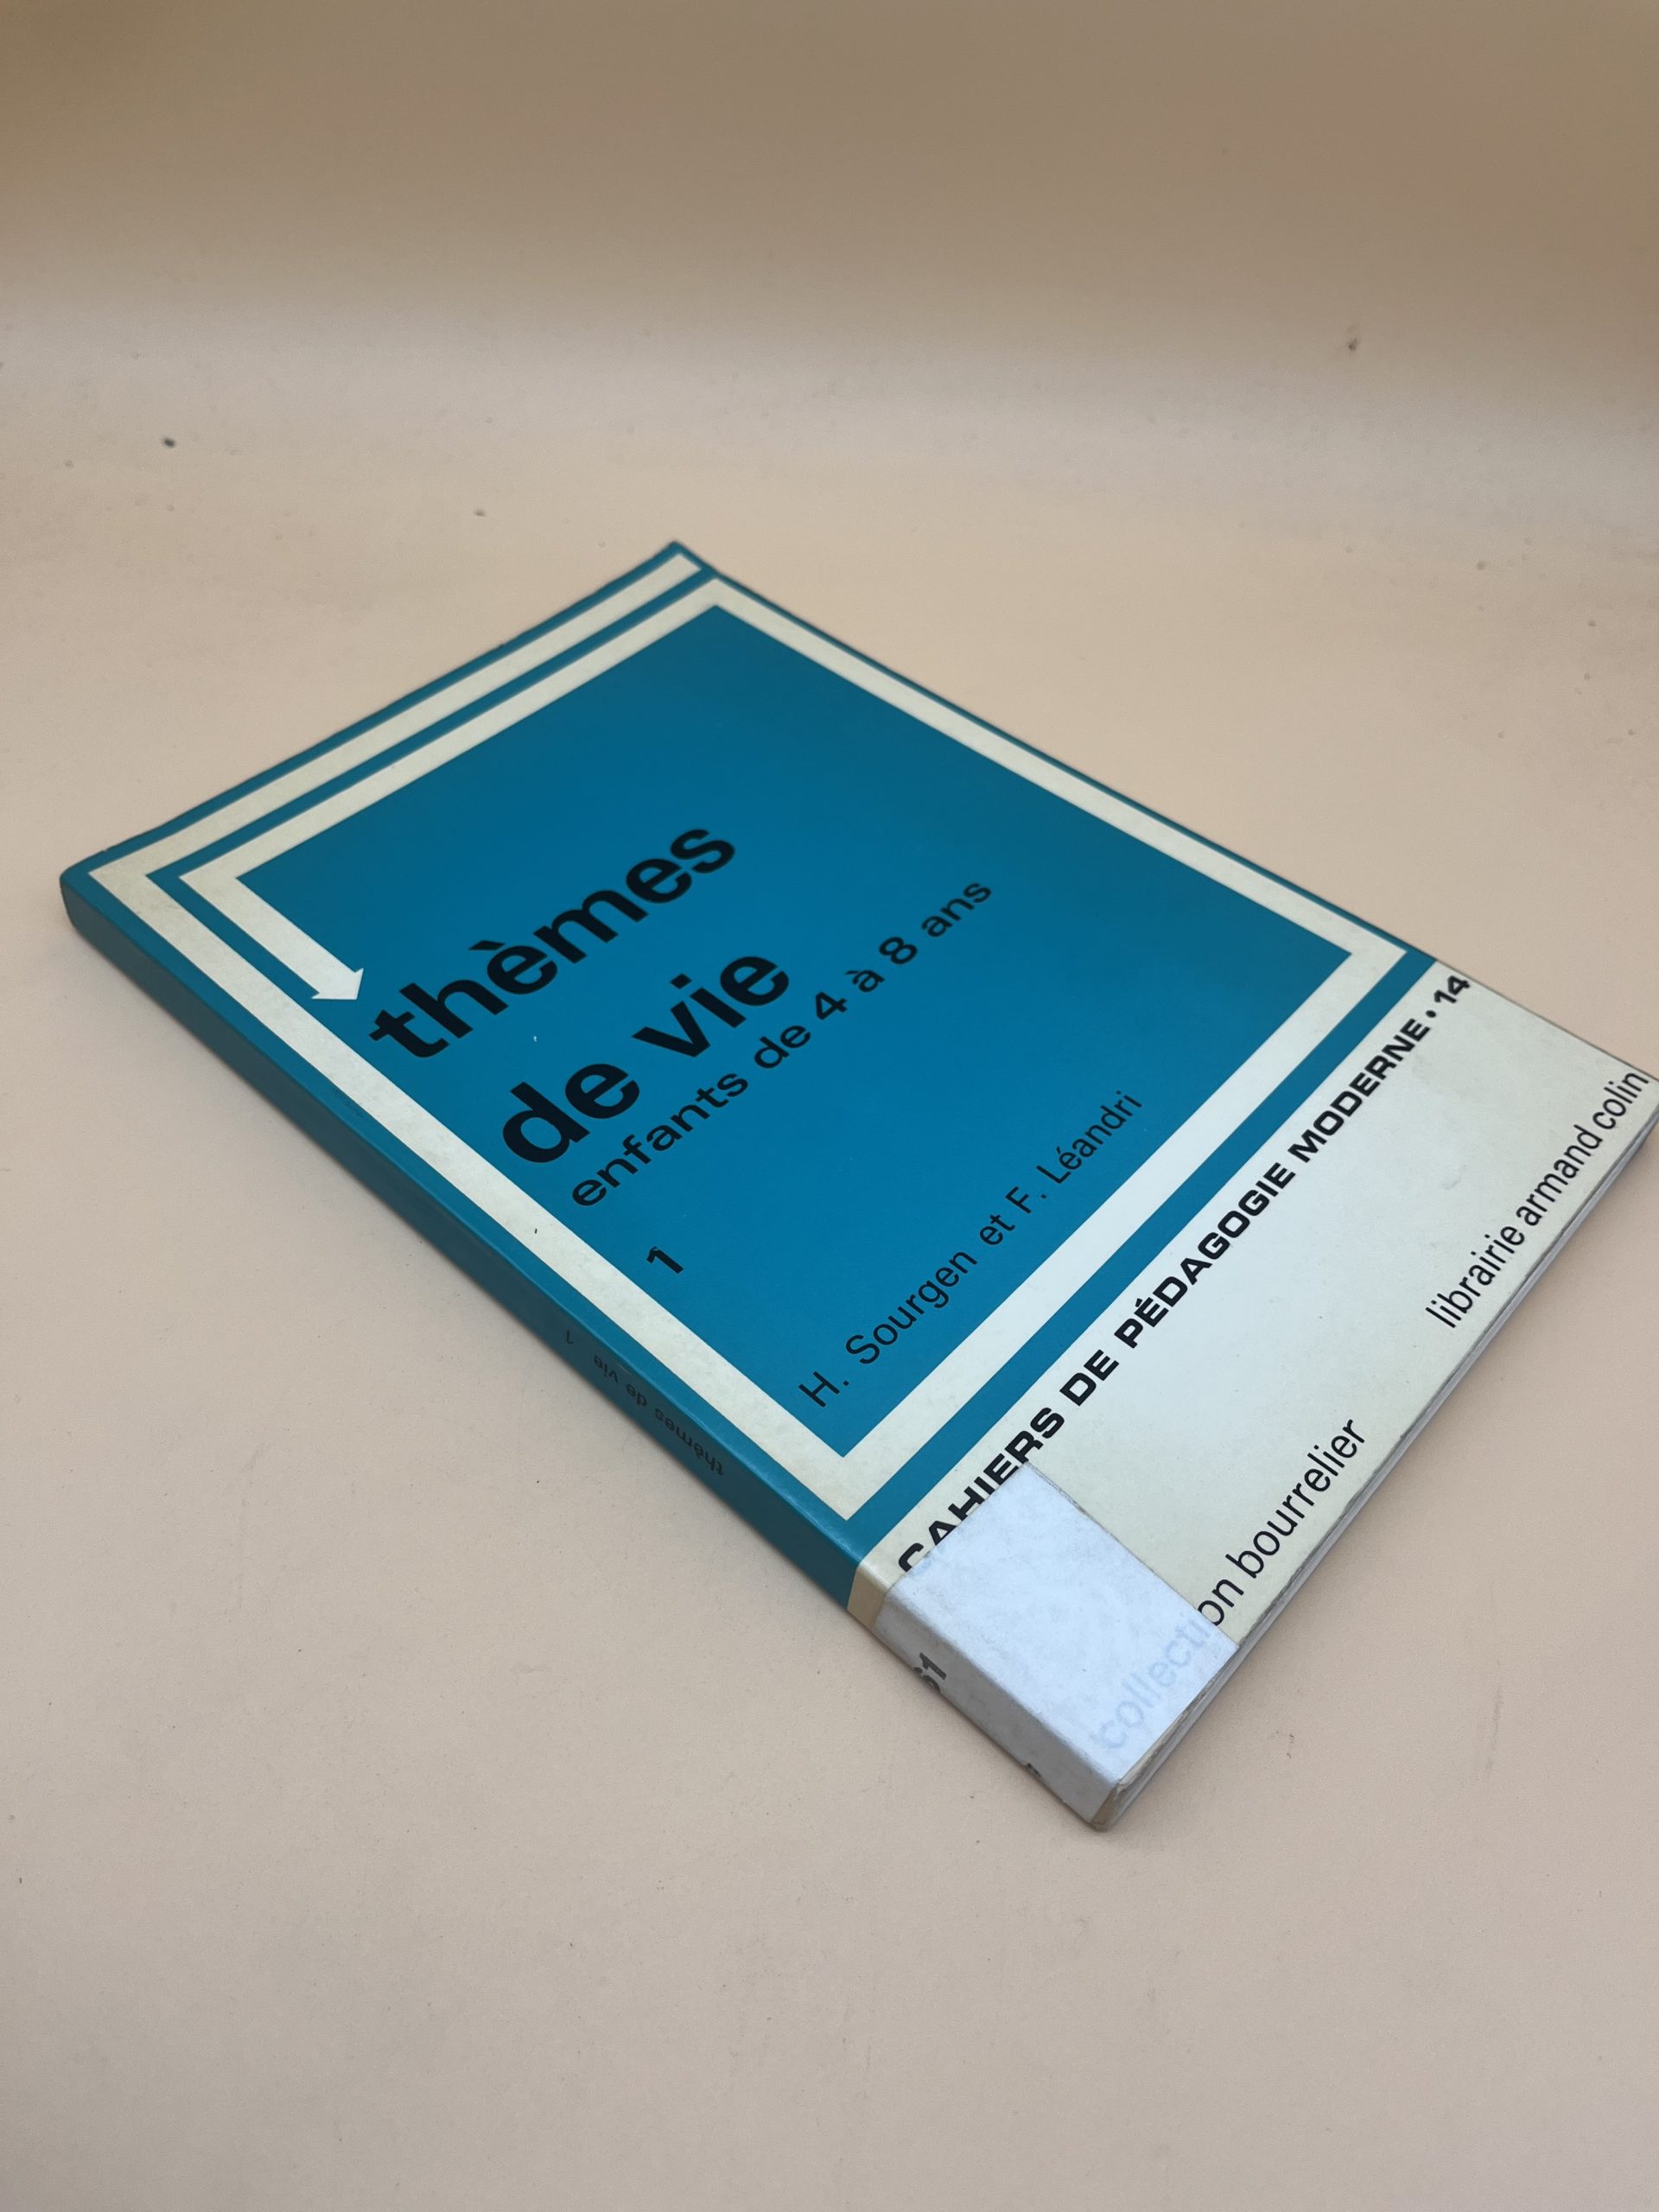 thèmes
de vie
enfants de 4 à 8 ans
1
H. Sourgen et F. Léandri
CAHIERS DE PÉDAGOGIE MODERNE • 14
collection bourrelier
librairie armand colin
thèmes de vie 1